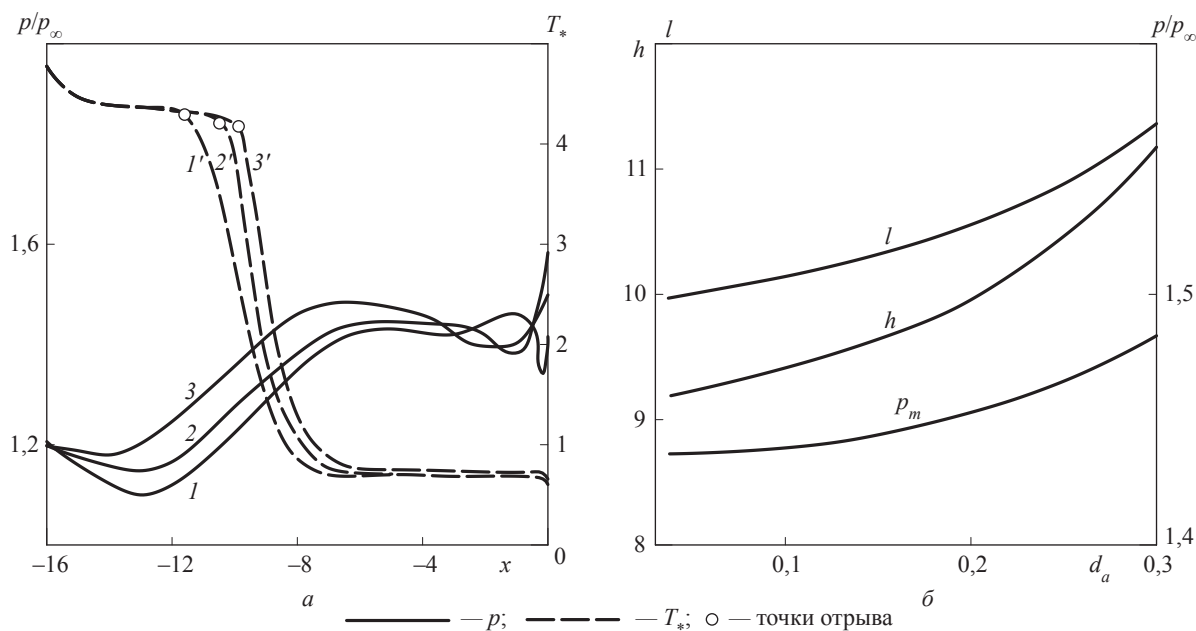 p/p∞ T* l p/p∞
h
4
1' 2' 3'
11
l
1,6 3
10 1,5
h
2
3
9
p_m
1,2 2 1
1
8 1,4
–16 –12 –8 –4 x 0 0,1 0,2 d_a 0,3
а б
— p; — T*; — точки отрыва